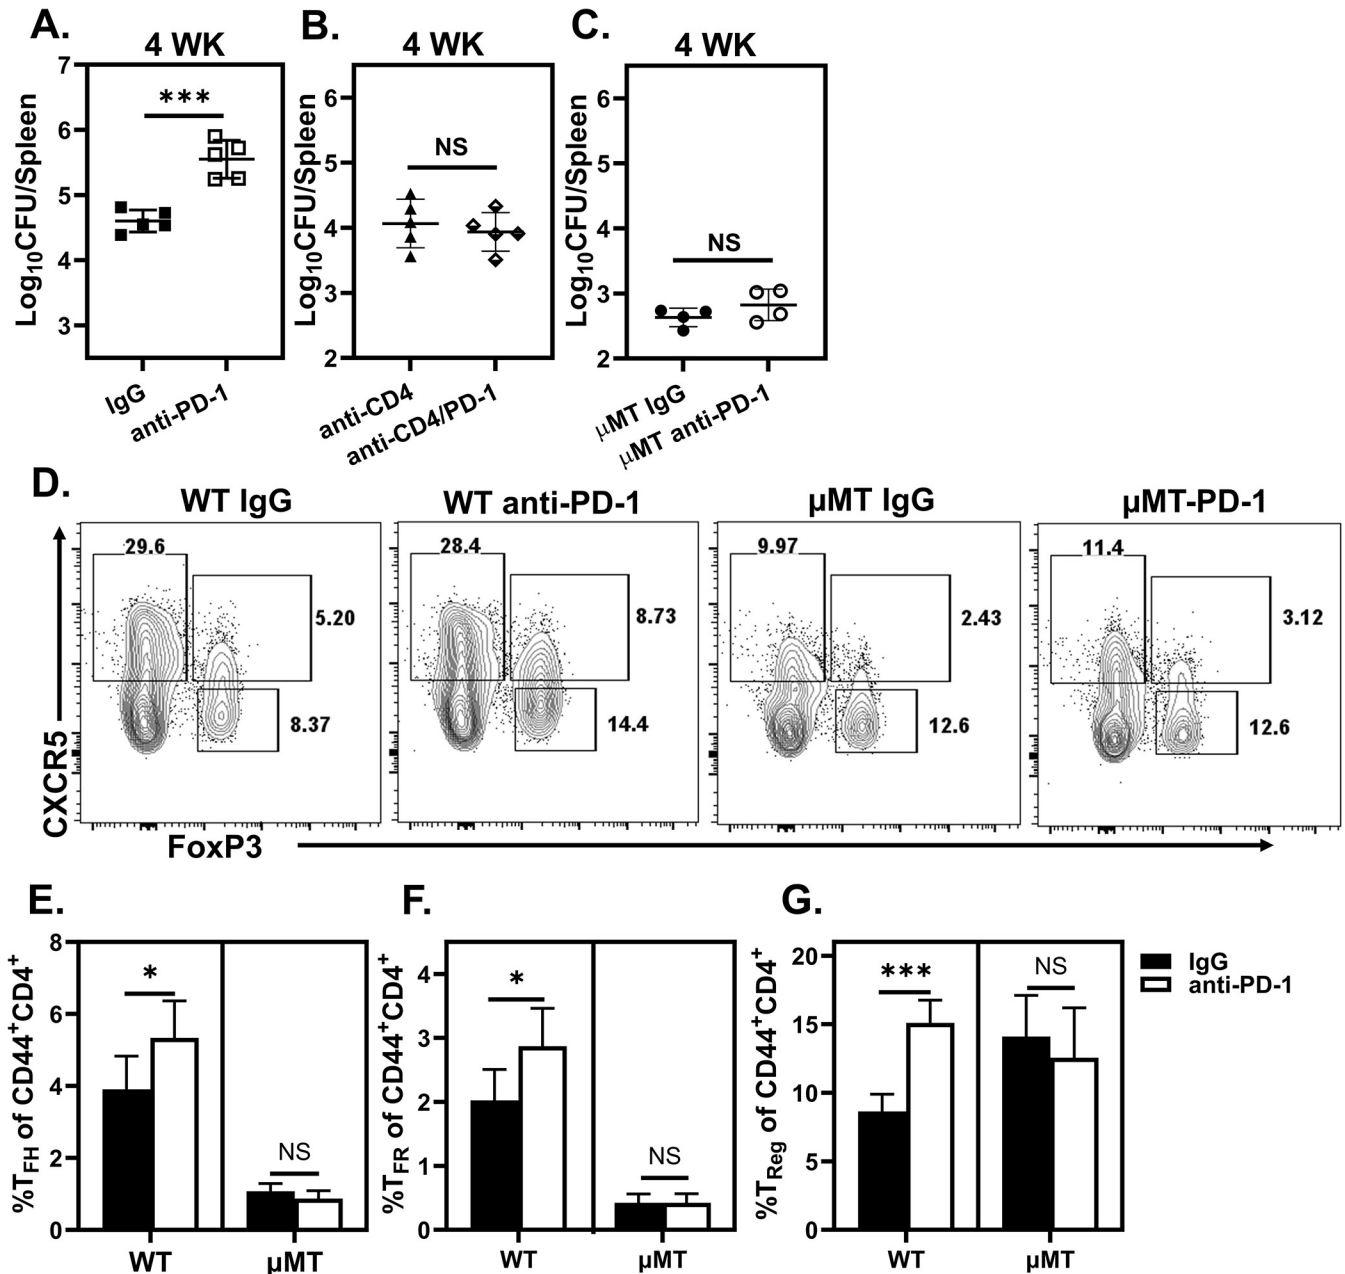 A.
4 WK
Log10CFU/Spleen
7
6
5
4
3
***
IgG
anti-PD-1
B.
4 WK
Log10CFU/Spleen
6
5
4
3
2
NS
anti-CD4
anti-CD4/PD-1
C.
4 WK
Log10CFU/Spleen
6
5
4
3
2
NS
µMT IgG
µMT anti-PD-1
D.
WT IgG
WT anti-PD-1
µMT IgG
µMT-PD-1
29.6
5.20
8.37
28.4
8.73
14.4
9.97
2.43
12.6
11.4
3.12
12.6
CXCR5
FoxP3
E.
%TFH of CD44+CD4+
8
6
4
2
0
*
NS
WT
µMT
F.
%TFR of CD44+CD4+
4
3
2
1
0
*
NS
WT
µMT
G.
%TReg of CD44+CD4+
20
15
10
5
0
***
NS
WT
µMT
IgG
anti-PD-1